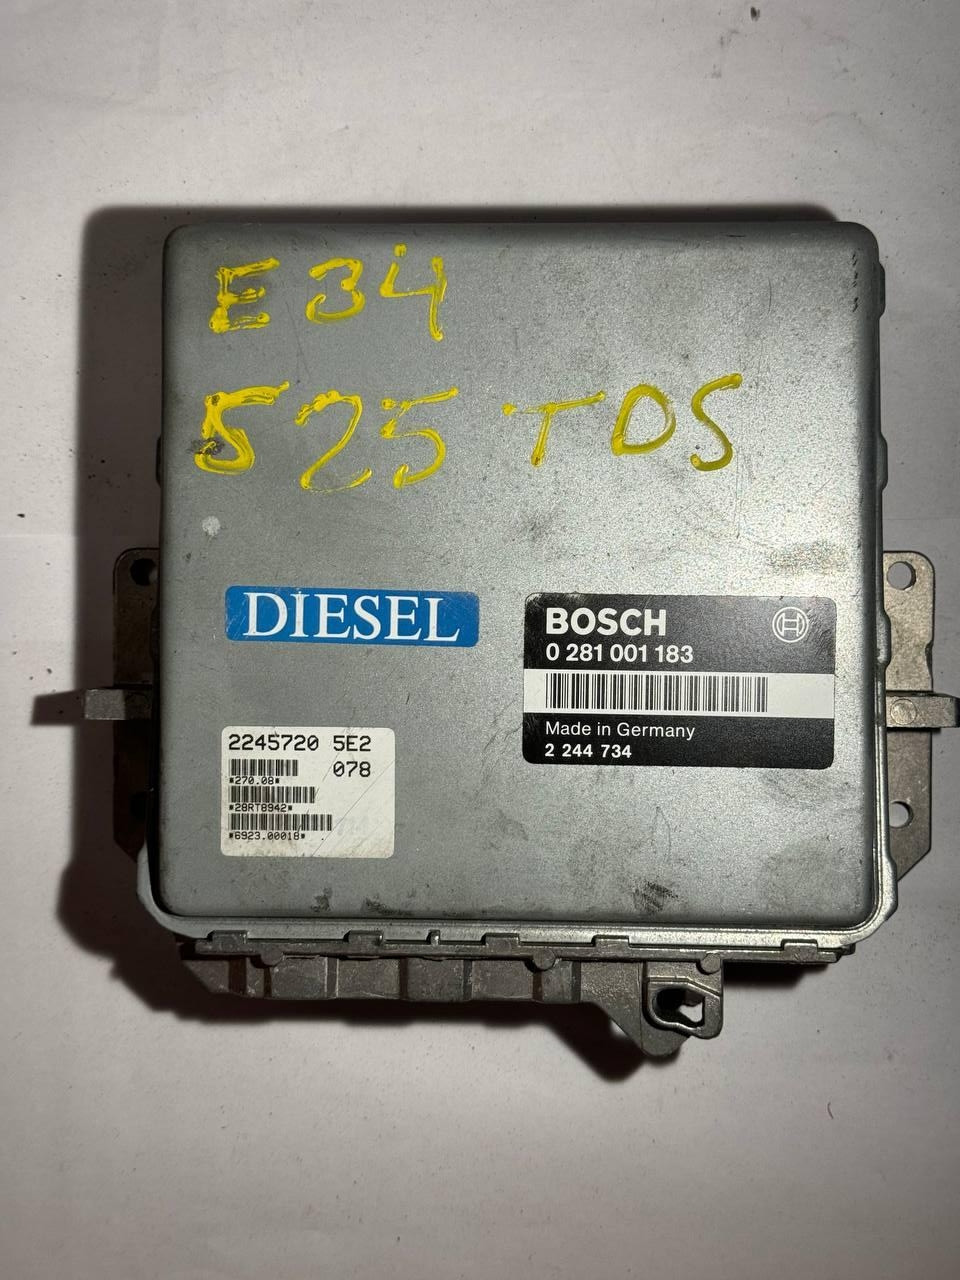 E34
525 TDS
DIESEL
BOSCH
0 281 001 183
Made in Germany
2 244 734
2245720 5E2
078
*270.08*
*28RT8942*
*6923.00018*